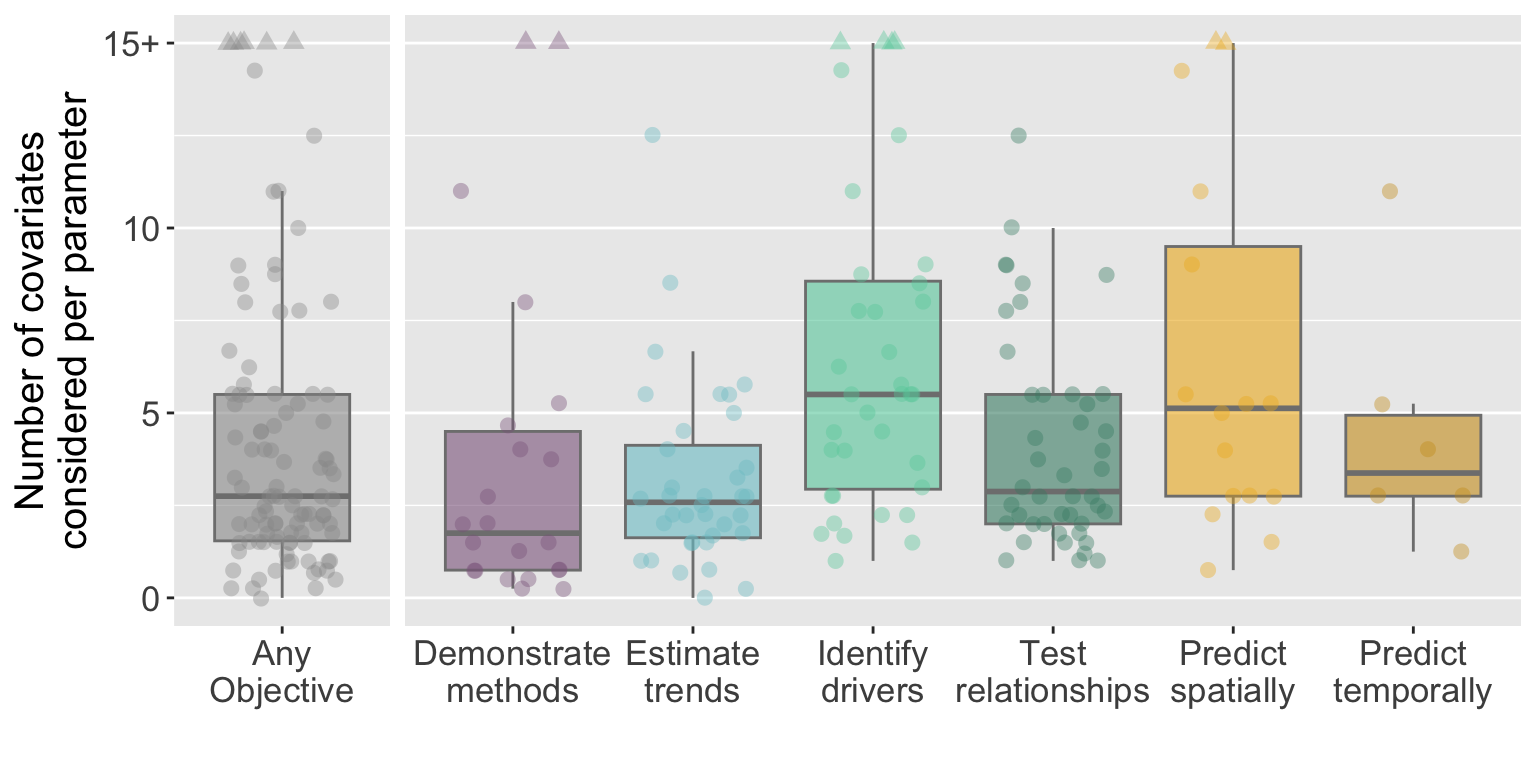 Number of covariates
considered per parameter
15+
10
5
0
Any
Objective
Demonstrate
methods
Estimate
trends
Identify
drivers
Test
relationships
Predict
spatially
Predict
temporally